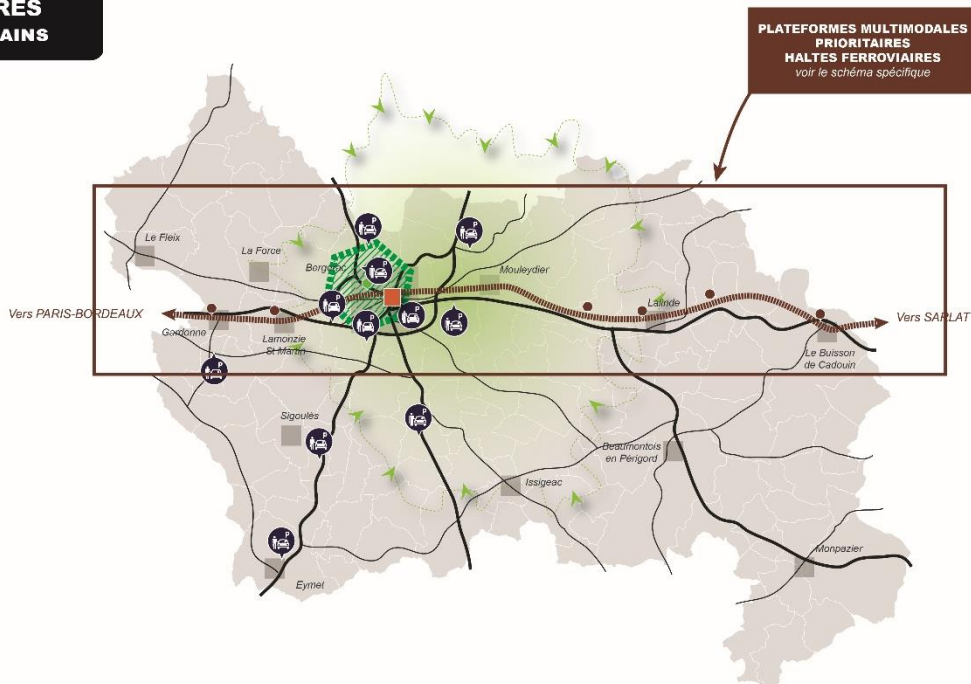 RES
AINS
PLATEFORMES MULTIMODALES
PRIORITAIRES
HALTES FERROVIAIRES
voir le schéma spécifique
Le Fleix
La Force
Bergerac
Mouleydier
Lalinde
Vers PARIS-BORDEAUX
Vers SARLAT
Gardonne
Lamonzie
St Martin
Le Buisson
de Cadouin
Sigoulès
Beaumontois
en Périgord
Issigeac
Monpazier
Eymet
P
P
P
P
P
P
P
P
P
P
P